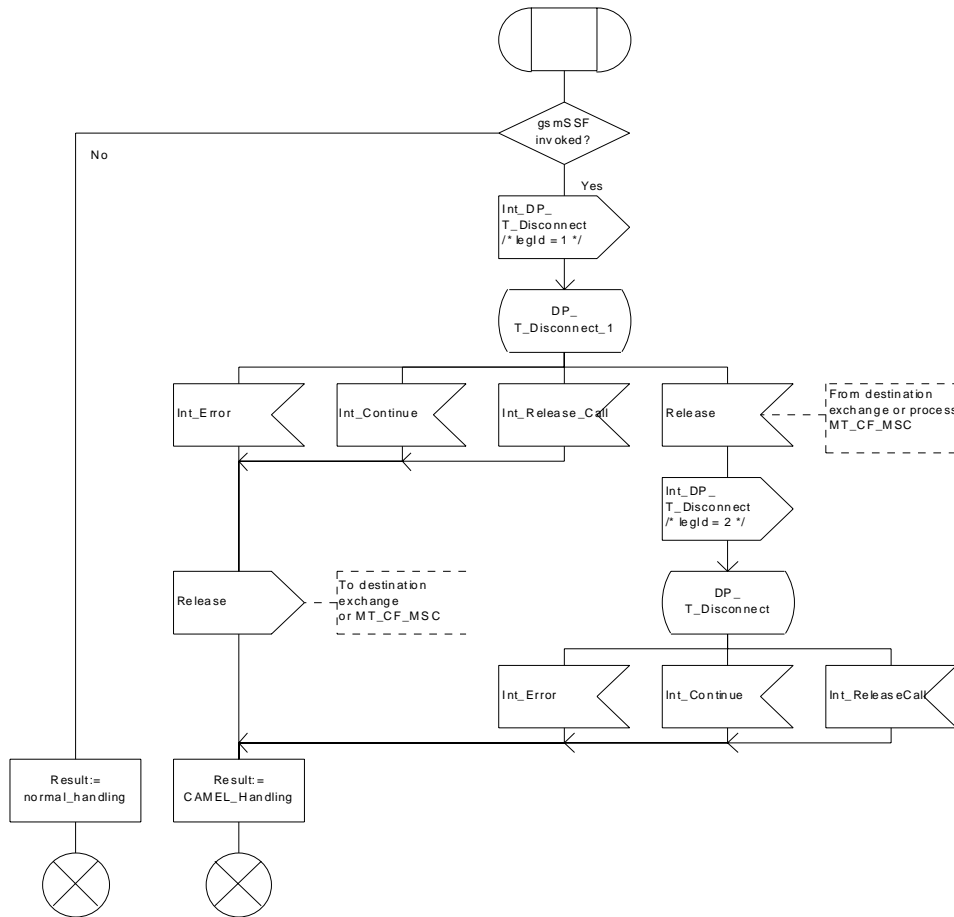 gsmSSF
invoked?
No
Yes
Int_DP_
T_Disconnect
/* legId = 1 */
DP_
T_Disconnect_1
Int_Error
Int_Continue
Int_Release_Call
Release
From destination
exchange or process
MT_CF_MSC
Int_DP_
T_Disconnect
/* legId = 2 */
Release
To destination
exchange
or MT_CF_MSC
DP_
T_Disconnect
Int_Error
Int_Continue
Int_ReleaseCall
Result:=
normal_handling
Result:=
CAMEL_Handling